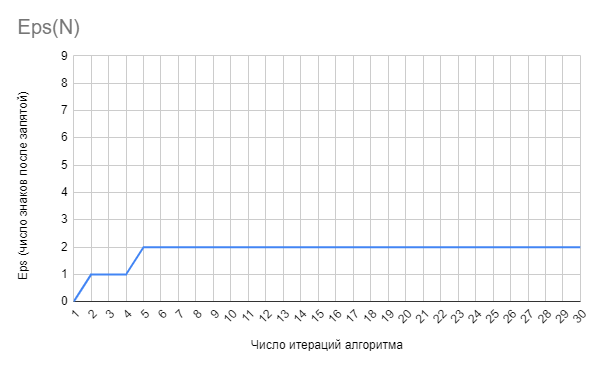 Eps(N)
Eps (число знаков после запятой)
9
8
7
6
5
4
3
2
1
0
1 2 3 4 5 6 7 8 9 10 11 12 13 14 15 16 17 18 19 20 21 22 23 24 25 26 27 28 29 30
Число итераций алгоритма